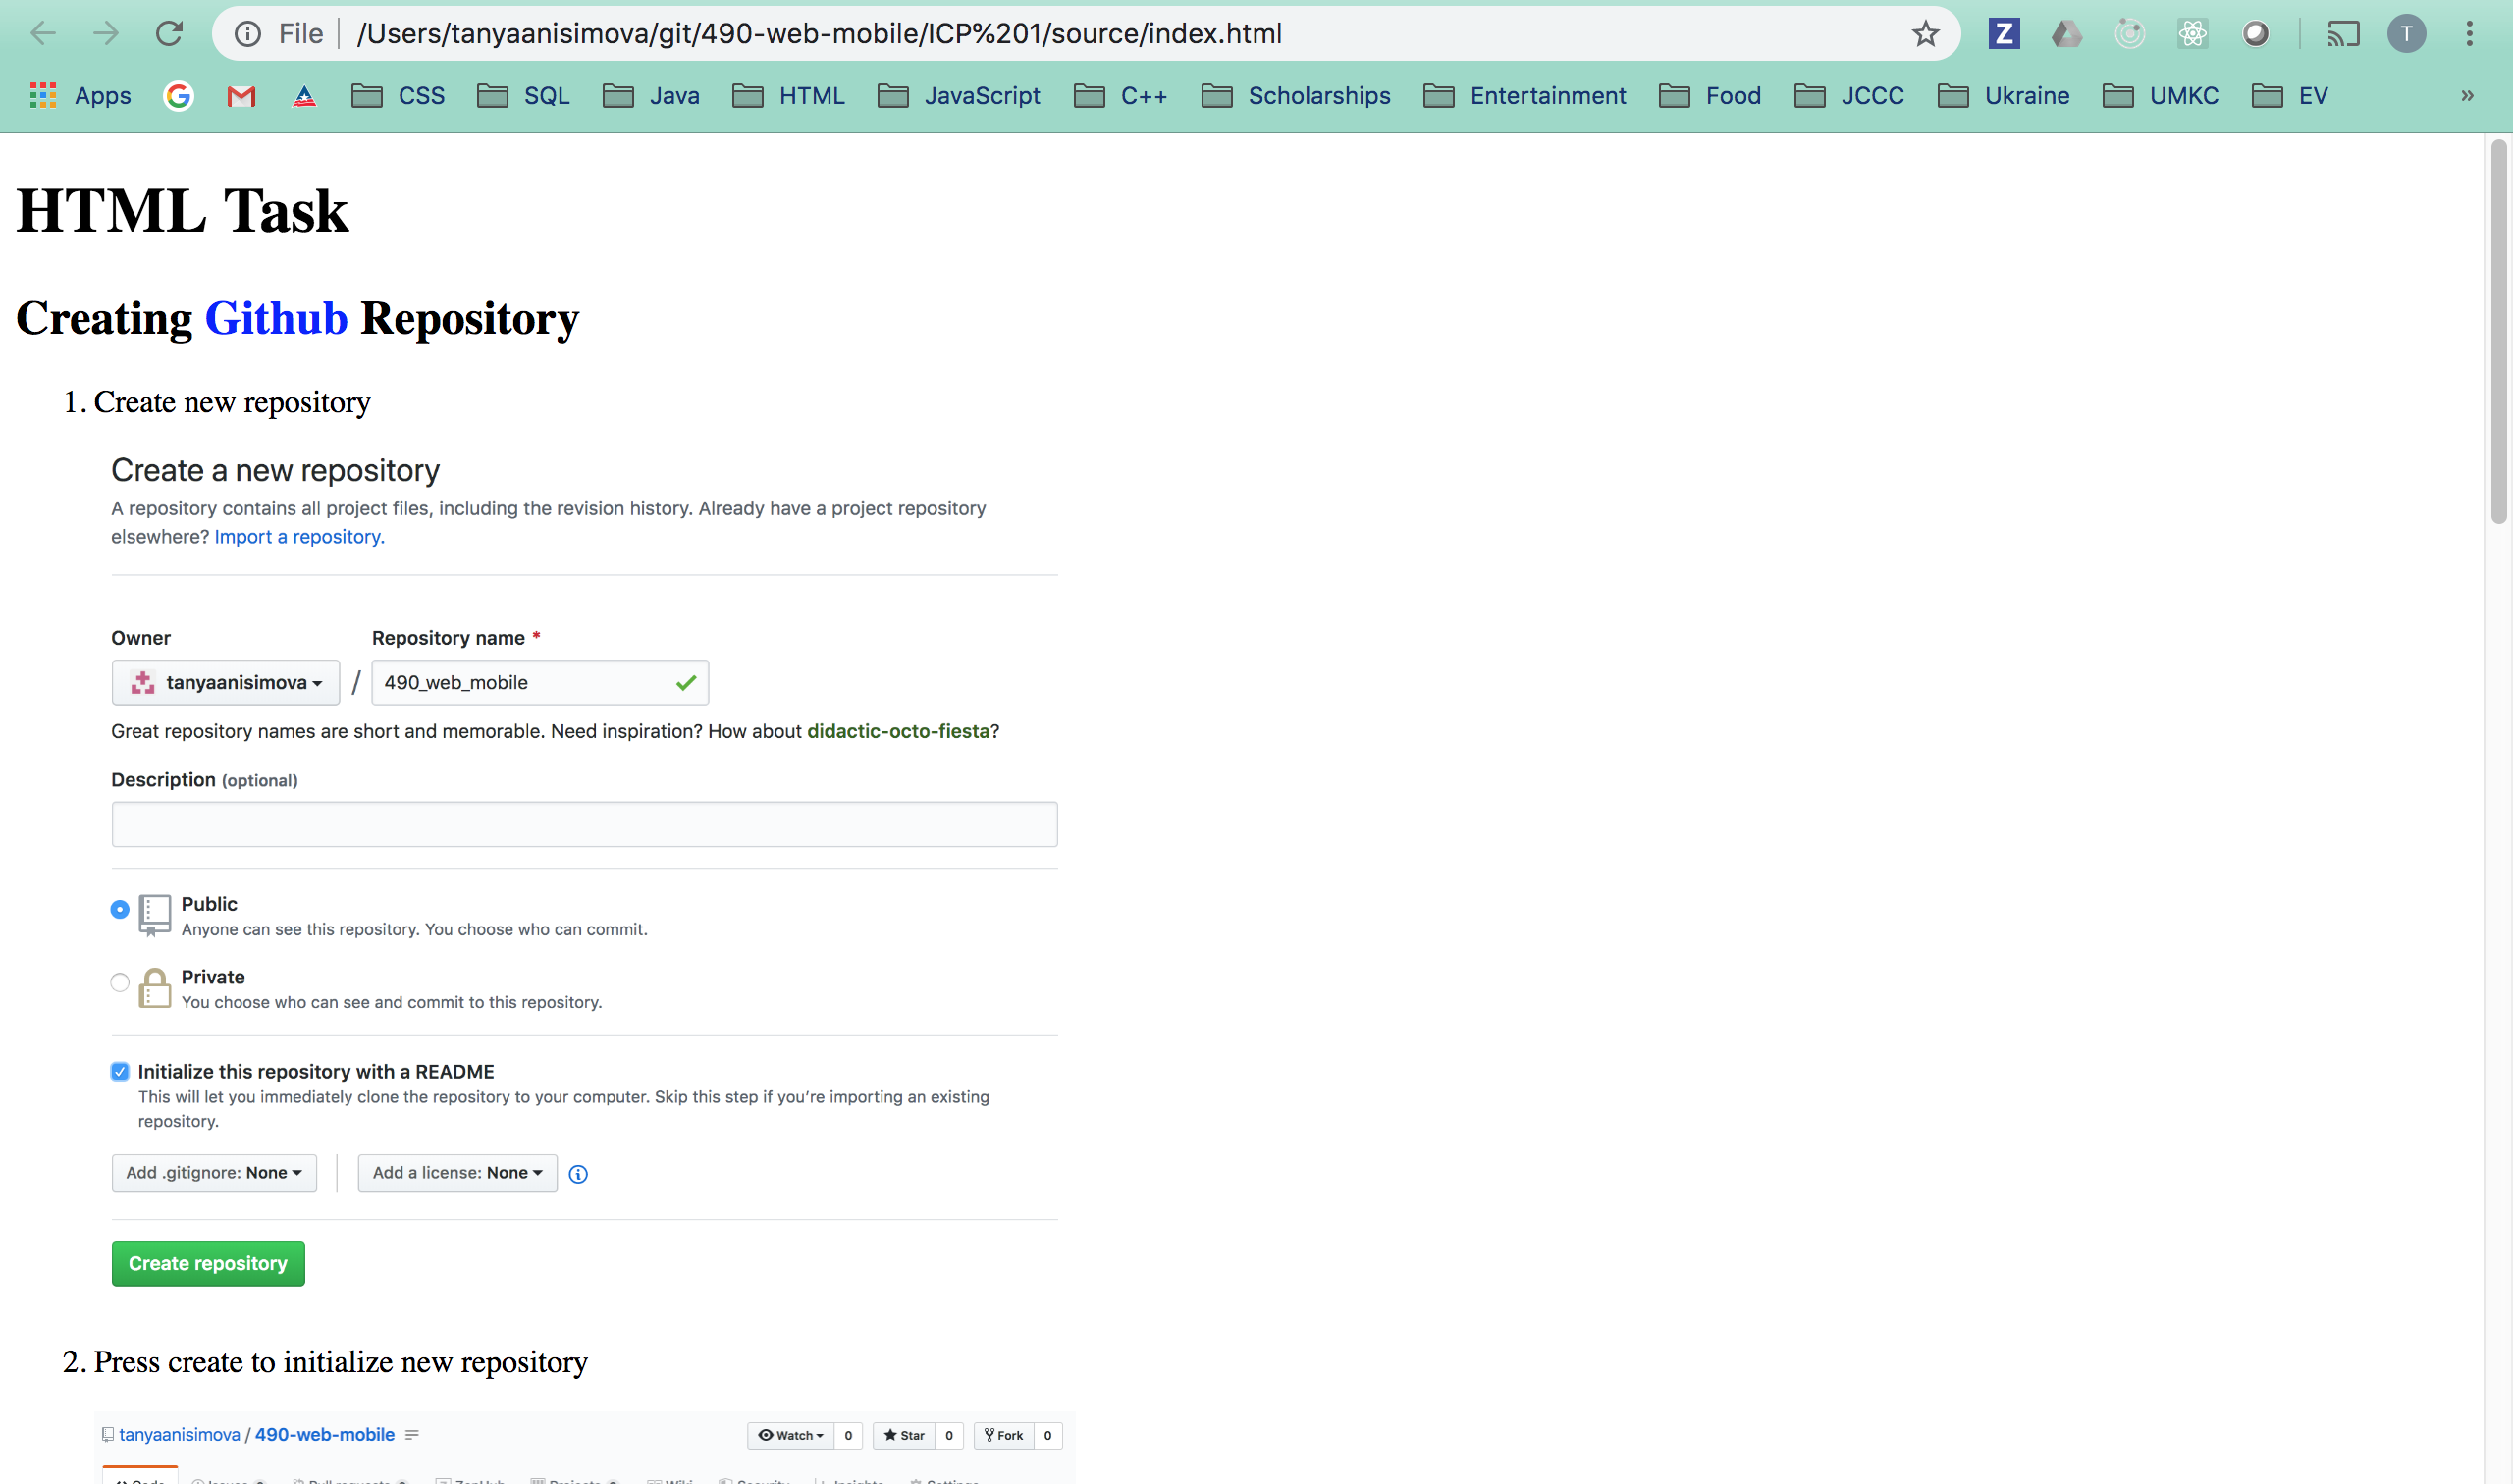 File /Users/tanyaanisimova/git/490-web-mobile/ICP%201/source/index.html Z T
Apps G CSS SQL Java HTML JavaScript C++ Scholarships Entertainment Food JCCC Ukraine UMKC EV »
HTML Task
Creating Github Repository
1. Create new repository
Create a new repository
A repository contains all project files, including the revision history. Already have a project repository
elsewhere? Import a repository.
Owner Repository name *
tanyaanisimova / 490_web_mobile
Great repository names are short and memorable. Need inspiration? How about didactic-octo-fiesta?
Description (optional)
Public
Anyone can see this repository. You choose who can commit.
Private
You choose who can see and commit to this repository.
Initialize this repository with a README
This will let you immediately clone the repository to your computer. Skip this step if you're importing an existing
repository.
Add .gitignore: None Add a license: None
Create repository
2. Press create to initialize new repository
tanyaanisimova / 490-web-mobile Watch 0 Star 0 Fork 0